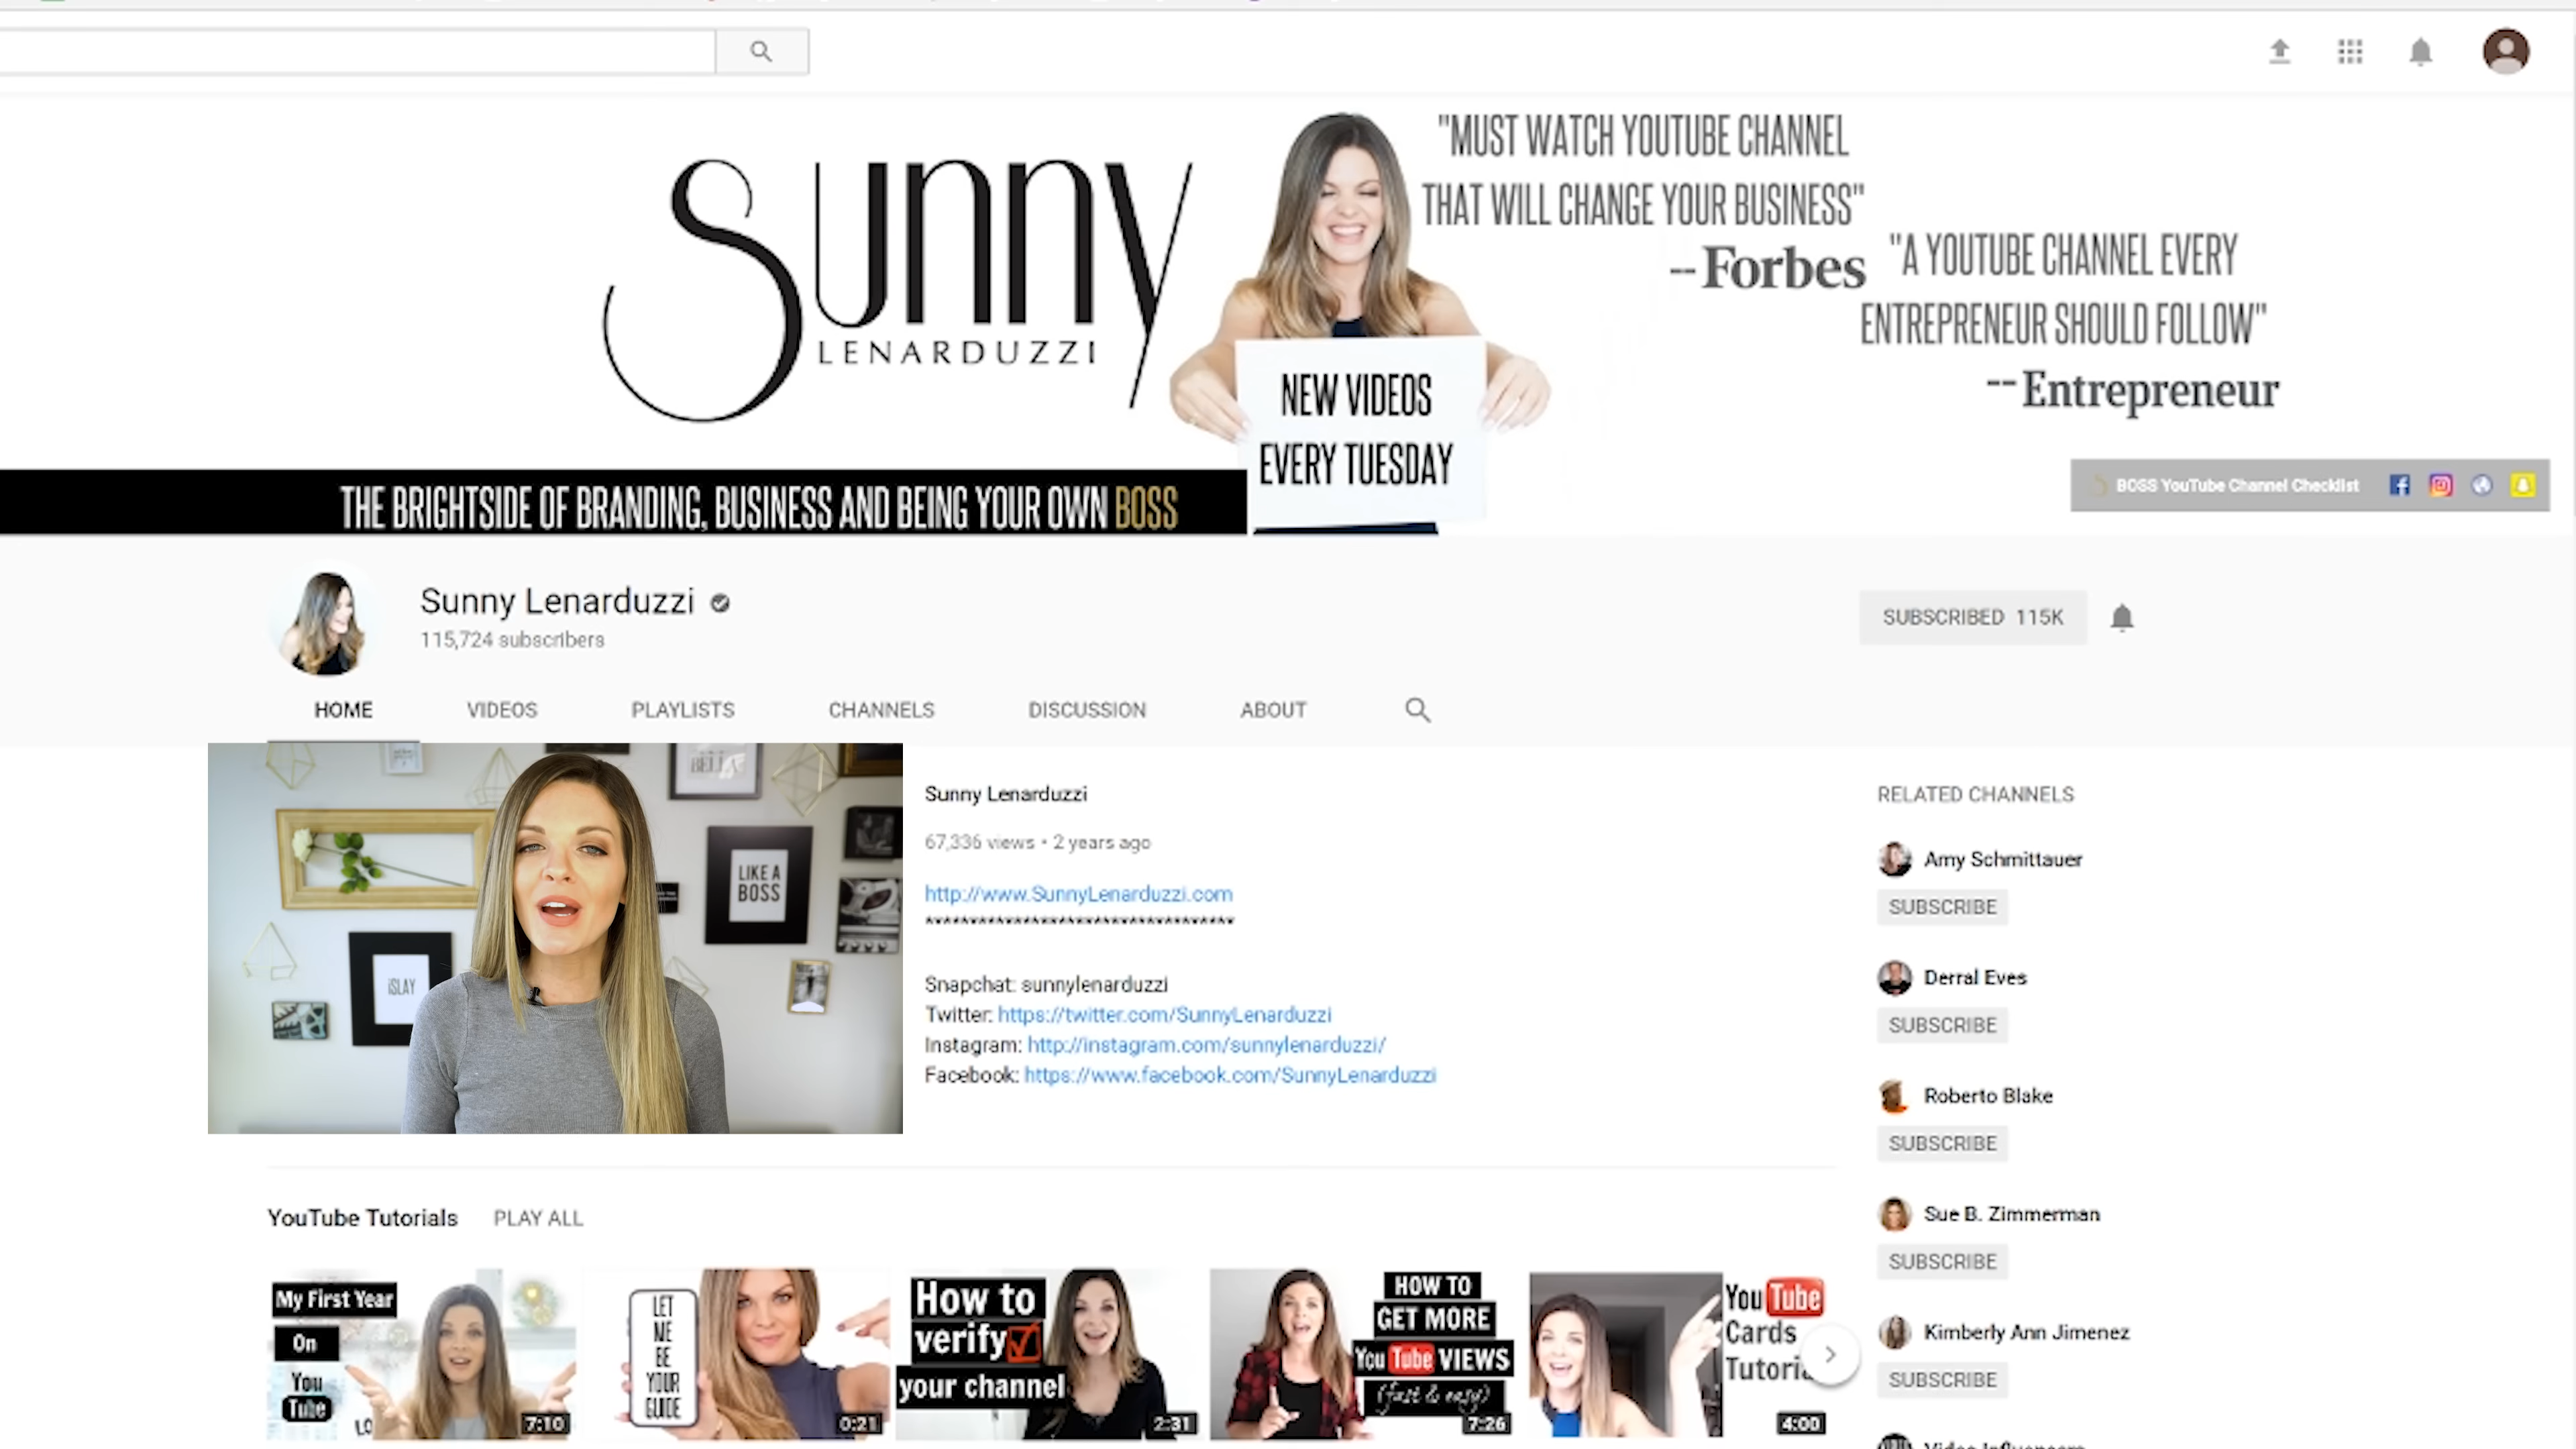 Sunny
LENARDUZZI
"MUST WATCH YOUTUBE CHANNEL
THAT WILL CHANGE YOUR BUSINESS"
--Forbes
"A YOUTUBE CHANNEL EVERY
ENTREPRENEUR SHOULD FOLLOW"
--Entrepreneur
NEW VIDEOS
EVERY TUESDAY
THE BRIGHTSIDE OF BRANDING, BUSINESS AND BEING YOUR OWN BOSS
BOSS YouTube Channel Checklist
Sunny Lenarduzzi
115,724 subscribers
SUBSCRIBED 115K
HOME VIDEOS PLAYLISTS CHANNELS DISCUSSION ABOUT
BELLA
LIKE A
BOSS
iSLAY
Sunny Lenarduzzi
67,336 views • 2 years ago
http://www.SunnyLenarduzzi.com
***********************************
Snapchat: sunnylenarduzzi
Twitter: https://twitter.com/SunnyLenarduzzi
Instagram: http://instagram.com/sunnylenarduzzi/
Facebook: https://www.facebook.com/SunnyLenarduzzi
RELATED CHANNELS
Amy Schmittauer
SUBSCRIBE
Derral Eves
SUBSCRIBE
Roberto Blake
SUBSCRIBE
Sue B. Zimmerman
SUBSCRIBE
Kimberly Ann Jimenez
SUBSCRIBE
Video Influencers
YouTube Tutorials PLAY ALL
My First Year
On
You
Tube
LO
7:10
LET
ME
BE
YOUR
GUIDE
0:21
How to
verify
your channel
2:31
HOW TO
GET MORE
YouTube VIEWS
(fast & easy)
7:26
YouTube
Cards
Tutori
4:00